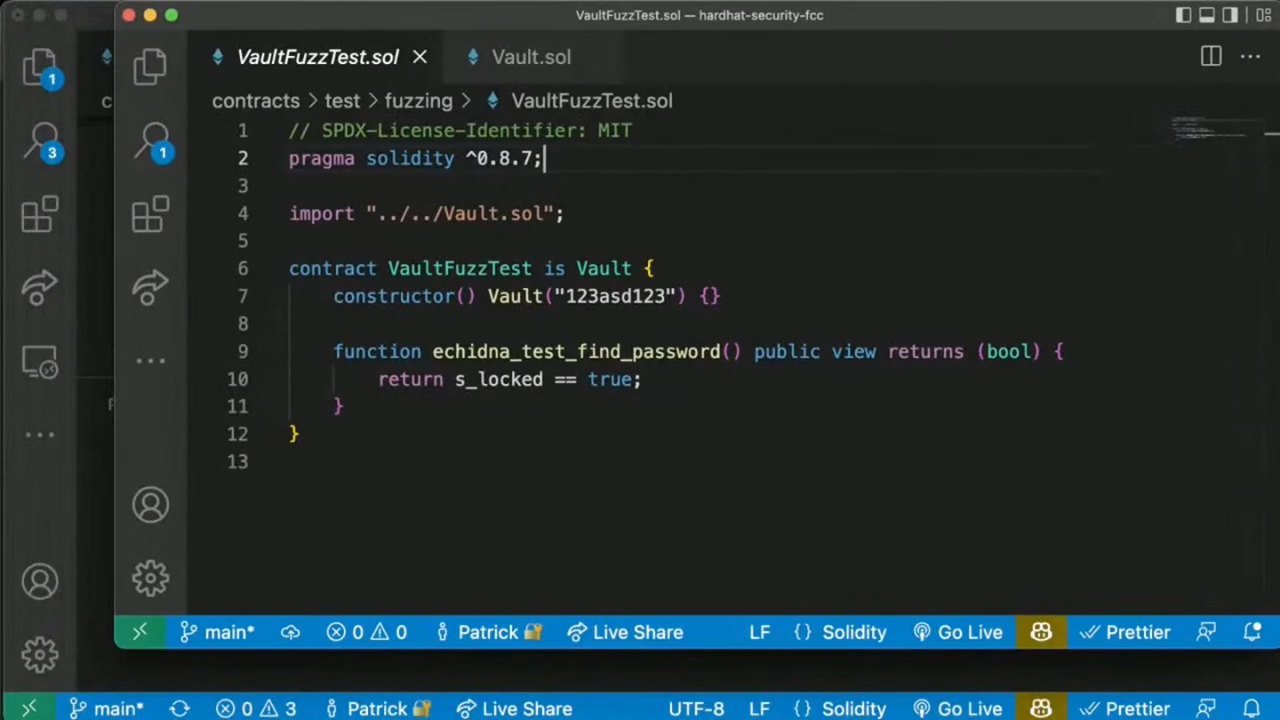 VaultFuzzTest.sol — hardhat-security-fcc
VaultFuzzTest.sol
Vault.sol
contracts > test > fuzzing > VaultFuzzTest.sol
1 // SPDX-License-Identifier: MIT
2 pragma solidity ^0.8.7;
3
4 import "../../Vault.sol";
5
6 contract VaultFuzzTest is Vault {
7 constructor() Vault("123asd123") {}
8
9 function echidna_test_find_password() public view returns (bool) {
10 return s_locked == true;
11 }
12 }
13
1
3
1
main* 0 0 Patrick Live Share LF {} Solidity Go Live Prettier
main* 0 3 Patrick Live Share UTF-8 LF {} Solidity Go Live Prettier